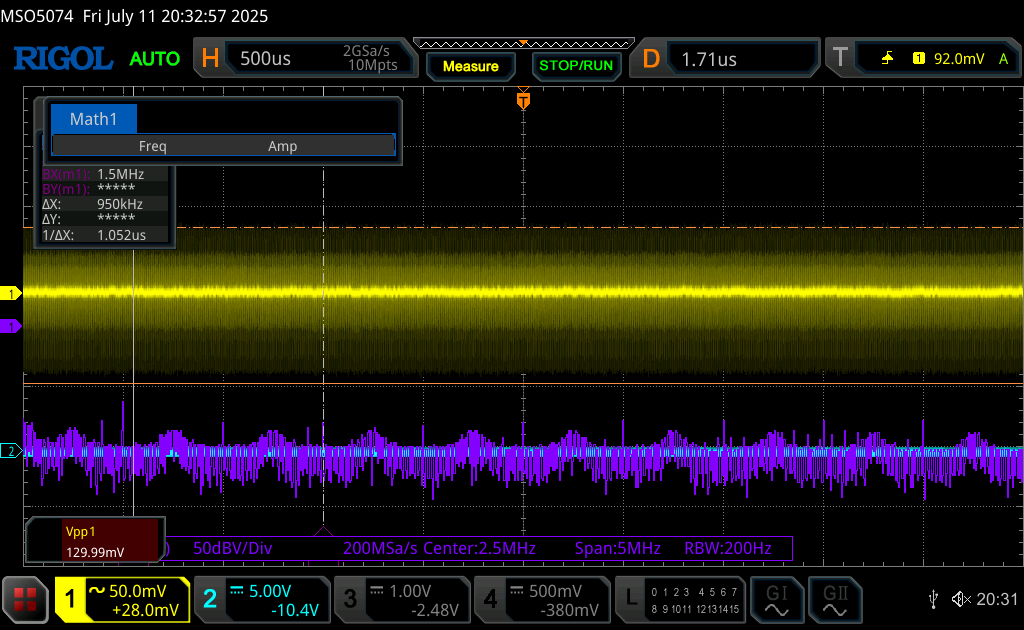 MSO5074 Fri July 11 20:32:57 2025
RIGOL AUTO H 500us 2GSa/s 10Mpts Measure STOP/RUN D 1.71us T 1 92.0mV A
T
Math1
Freq Amp
BX(m1): 1.5MHz
BY(m1): *****
ΔX: 950kHz
ΔY: *****
1/ΔX: 1.052us
1
1
2
Vpp1
129.99mV
50dBV/Div 200MSa/s Center:2.5MHz Span:5MHz RBW:200Hz
1 50.0mV +28.0mV
2 5.00V -10.4V
3 1.00V -2.48V
4 500mV -380mV
L 0 1 2 3 4 5 6 7
8 9 10 11 12 13 14 15
GI GII 20:31